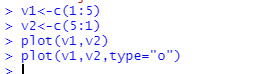 > v1<-c(1:5)
> v2<-c(5:1)
> plot(v1,v2)
> plot(v1,v2,type="o")
>